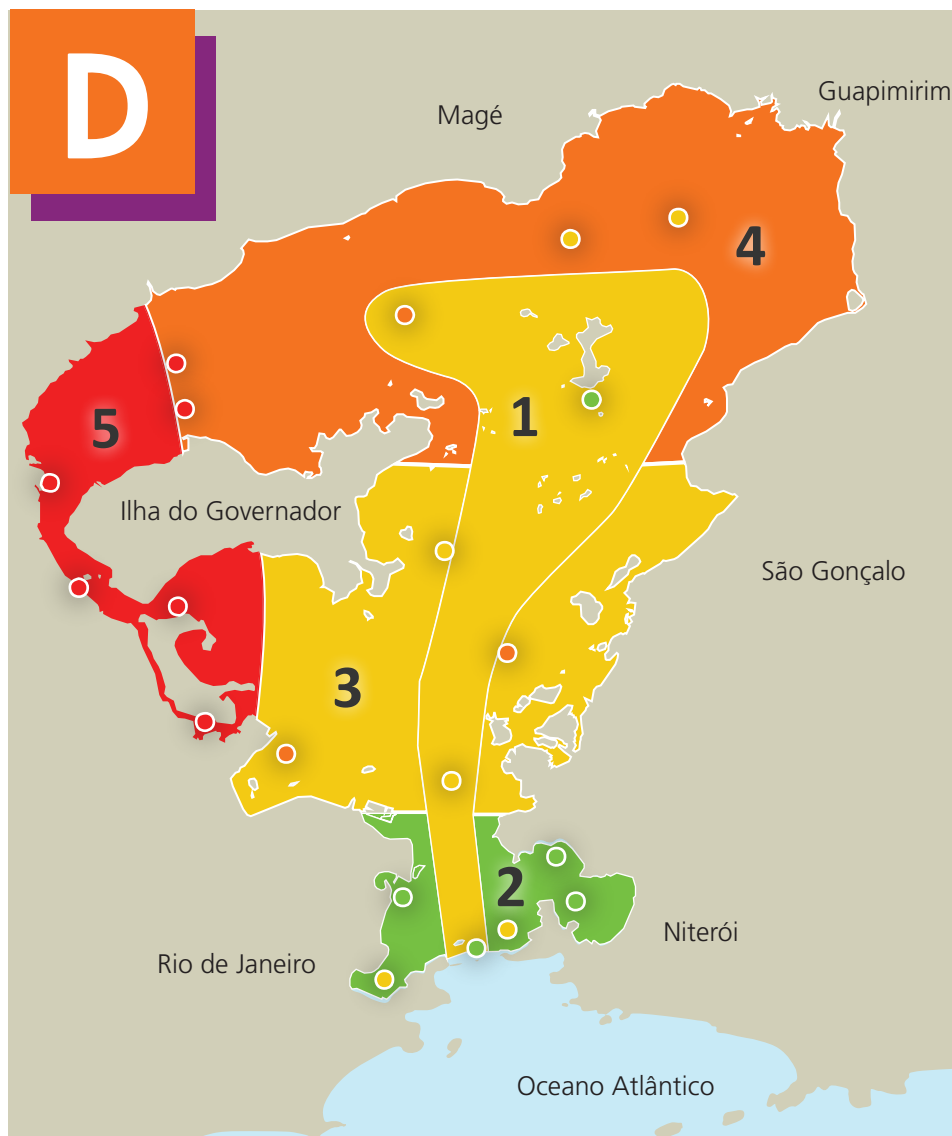 D
Magé
Guapimirim
4
1
5
Ilha do Governador
São Gonçalo
3
2
Niterói
Rio de Janeiro
Oceano Atlântico